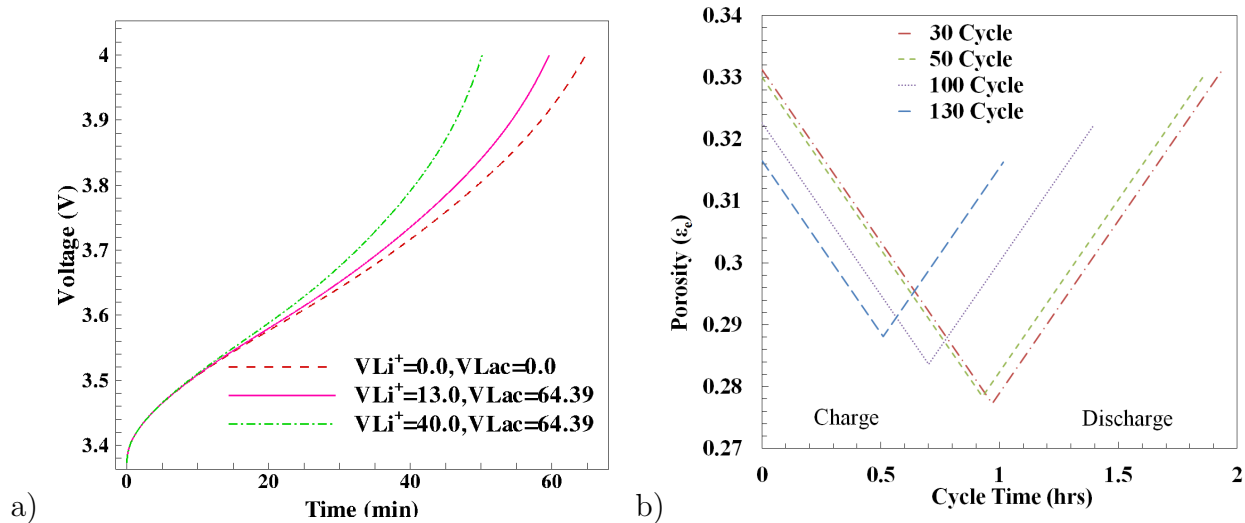 4
3.9
3.8
3.7
3.6
3.5
3.4
Voltage (V)
0
20
40
60
Time (min)
VLi⁺=0.0,VLac=0.0
VLi⁺=13.0,VLac=64.39
VLi⁺=40.0,VLac=64.39
a)
0.34
0.33
0.32
0.31
0.3
0.29
0.28
0.27
Porosity (εₑ)
30 Cycle
50 Cycle
100 Cycle
130 Cycle
Charge
Discharge
0
0.5
1
1.5
2
Cycle Time (hrs)
b)